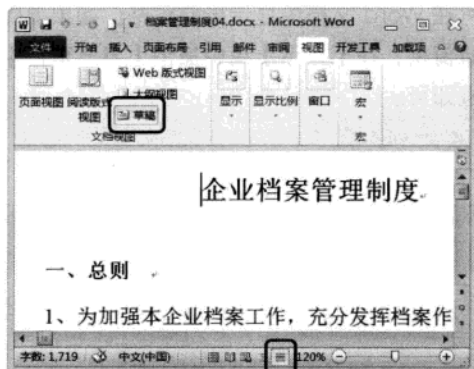 档案管理制度04.docx - Microsoft Word
文件 开始 插入 页面布局 引用 邮件 审阅 视图 开发工具 加载项
页面视图 阅读版式视图 Web 版式视图 大纲视图 草稿 显示 显示比例 窗口 宏
文档视图 宏
企业档案管理制度
一、总则
1、为加强本企业档案工作，充分发挥档案作
字数: 1,719 中文(中国) 120%